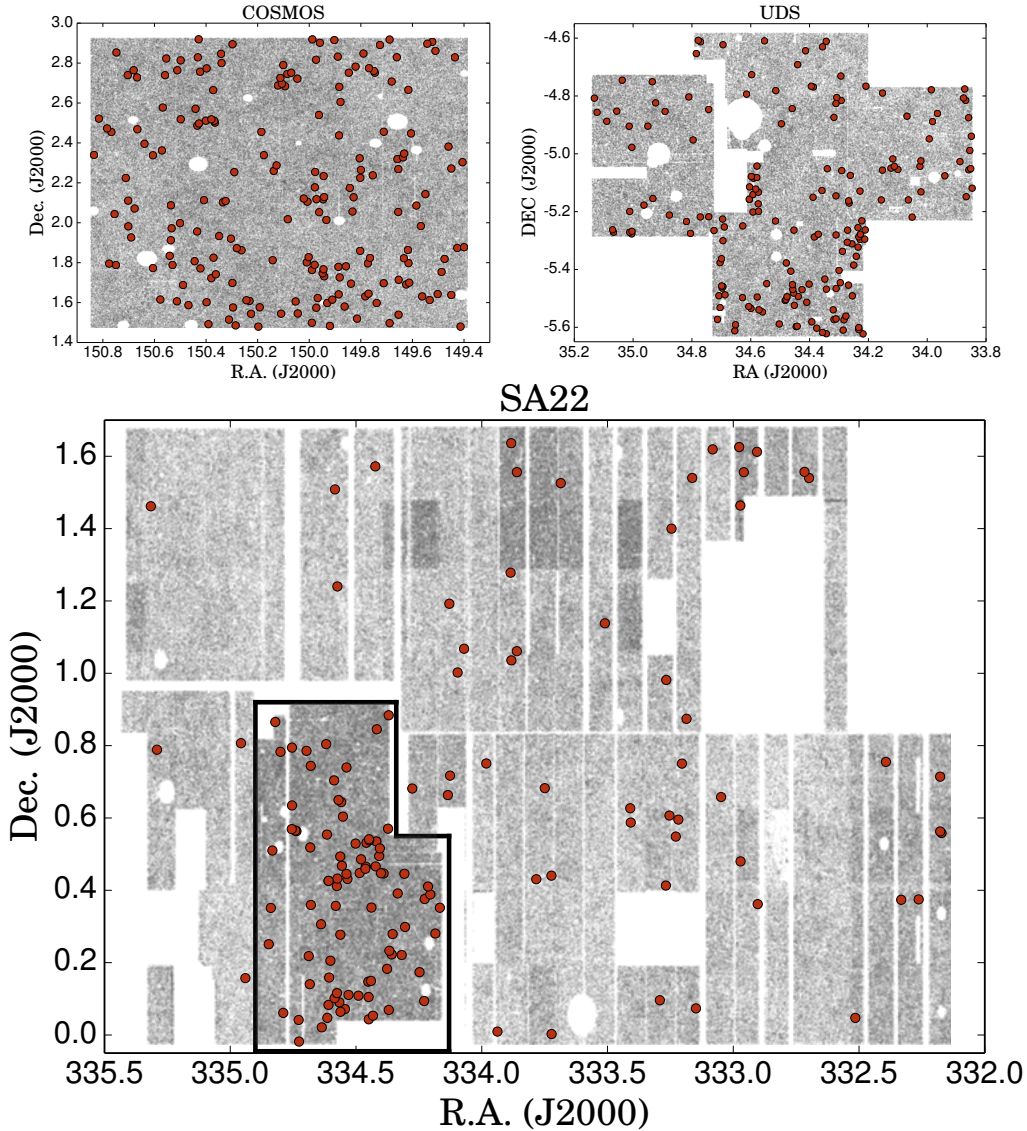 COSMOS
3.0
2.8
2.6
2.4
2.2
2.0
1.8
1.6
1.4
Dec. (J2000)
150.8 150.6 150.4 150.2 150.0 149.8 149.6 149.4
R.A. (J2000)
UDS
-4.6
-4.8
-5.0
-5.2
-5.4
-5.6
DEC (J2000)
35.2 35.0 34.8 34.6 34.4 34.2 34.0 33.8
RA (J2000)
SA22
1.6
1.4
1.2
1.0
0.8
0.6
0.4
0.2
0.0
Dec. (J2000)
335.5 335.0 334.5 334.0 333.5 333.0 332.5 332.0
R.A. (J2000)